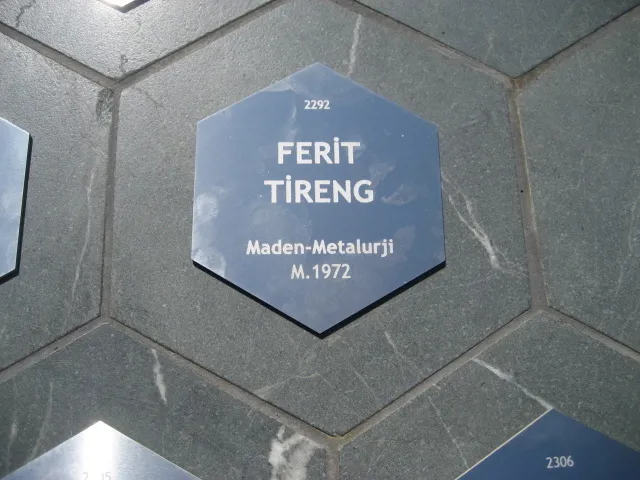 2292
FERİT
TİRENG
Maden-Metalurji
M.1972
2306